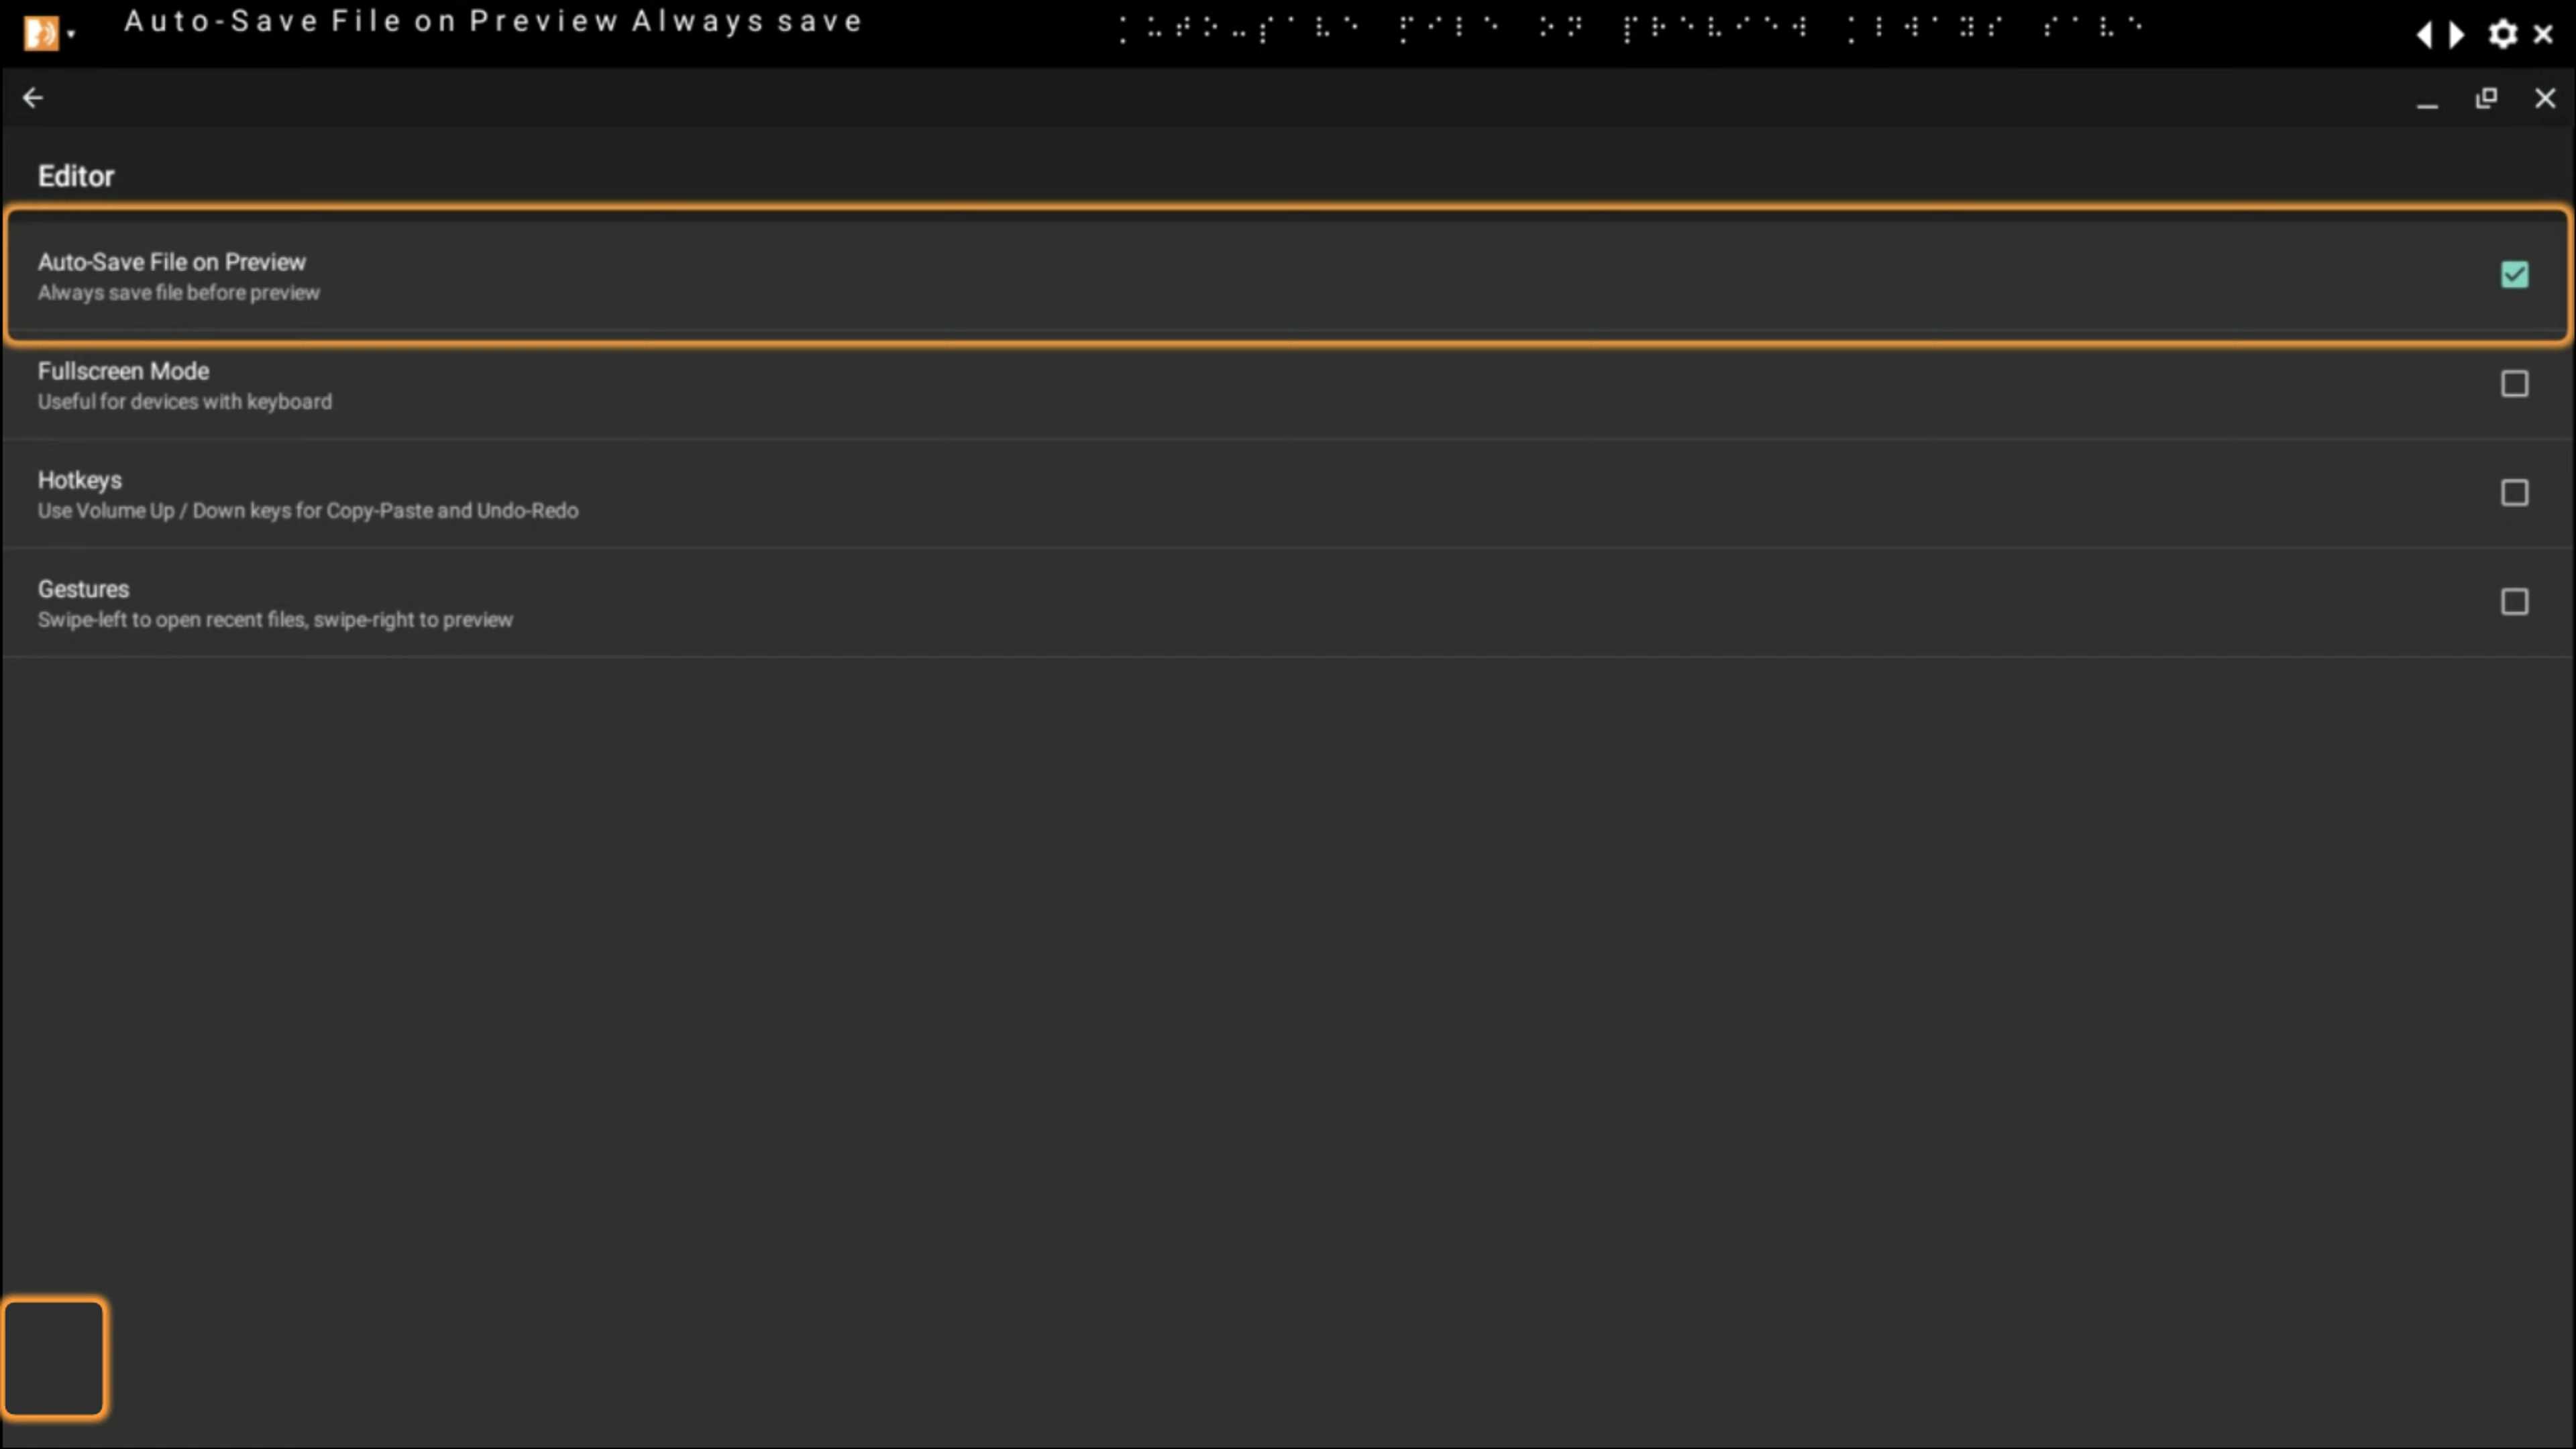 Auto-Save File on Preview Always save
⡁⠥⠞⠕⠤⡎⠁⠧⠑ ⡋⠊⠇⠑ ⠕⠝ ⡏⠗⠑⠧⠊⠑⠺ ⡁⠇⠺⠁⠽⠎ ⠎⠁⠧⠑
Editor
Auto-Save File on Preview
Always save file before preview
Fullscreen Mode
Useful for devices with keyboard
Hotkeys
Use Volume Up / Down keys for Copy-Paste and Undo-Redo
Gestures
Swipe-left to open recent files, swipe-right to preview